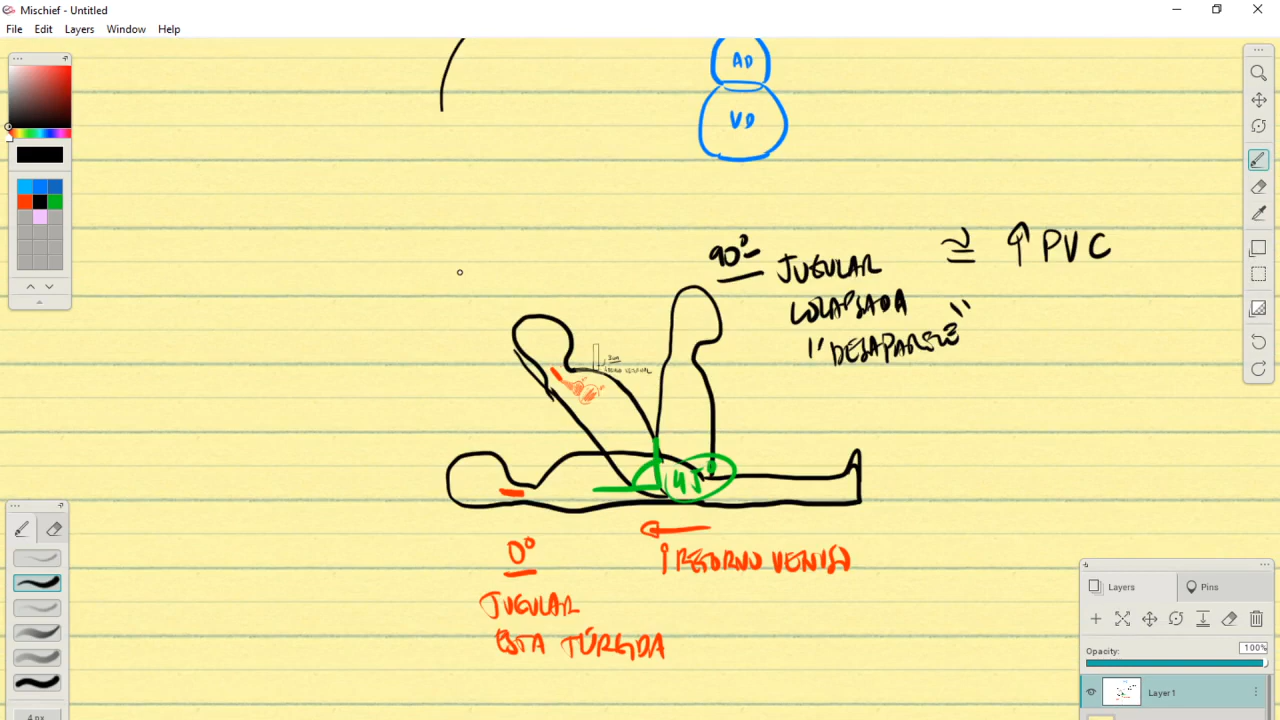 Mischief - Untitled
File Edit Layers Window Help
AD
VD
90°
JUGULAR
COLAPSADA
"DESAPARECE"
≅ ↑ PVC
45°
0°
JUGULAR
ESTA TÚRGIDA
↑ RETORNO VENOSO
Layers
Pins
Opacity:
100%
Layer 1
4 px